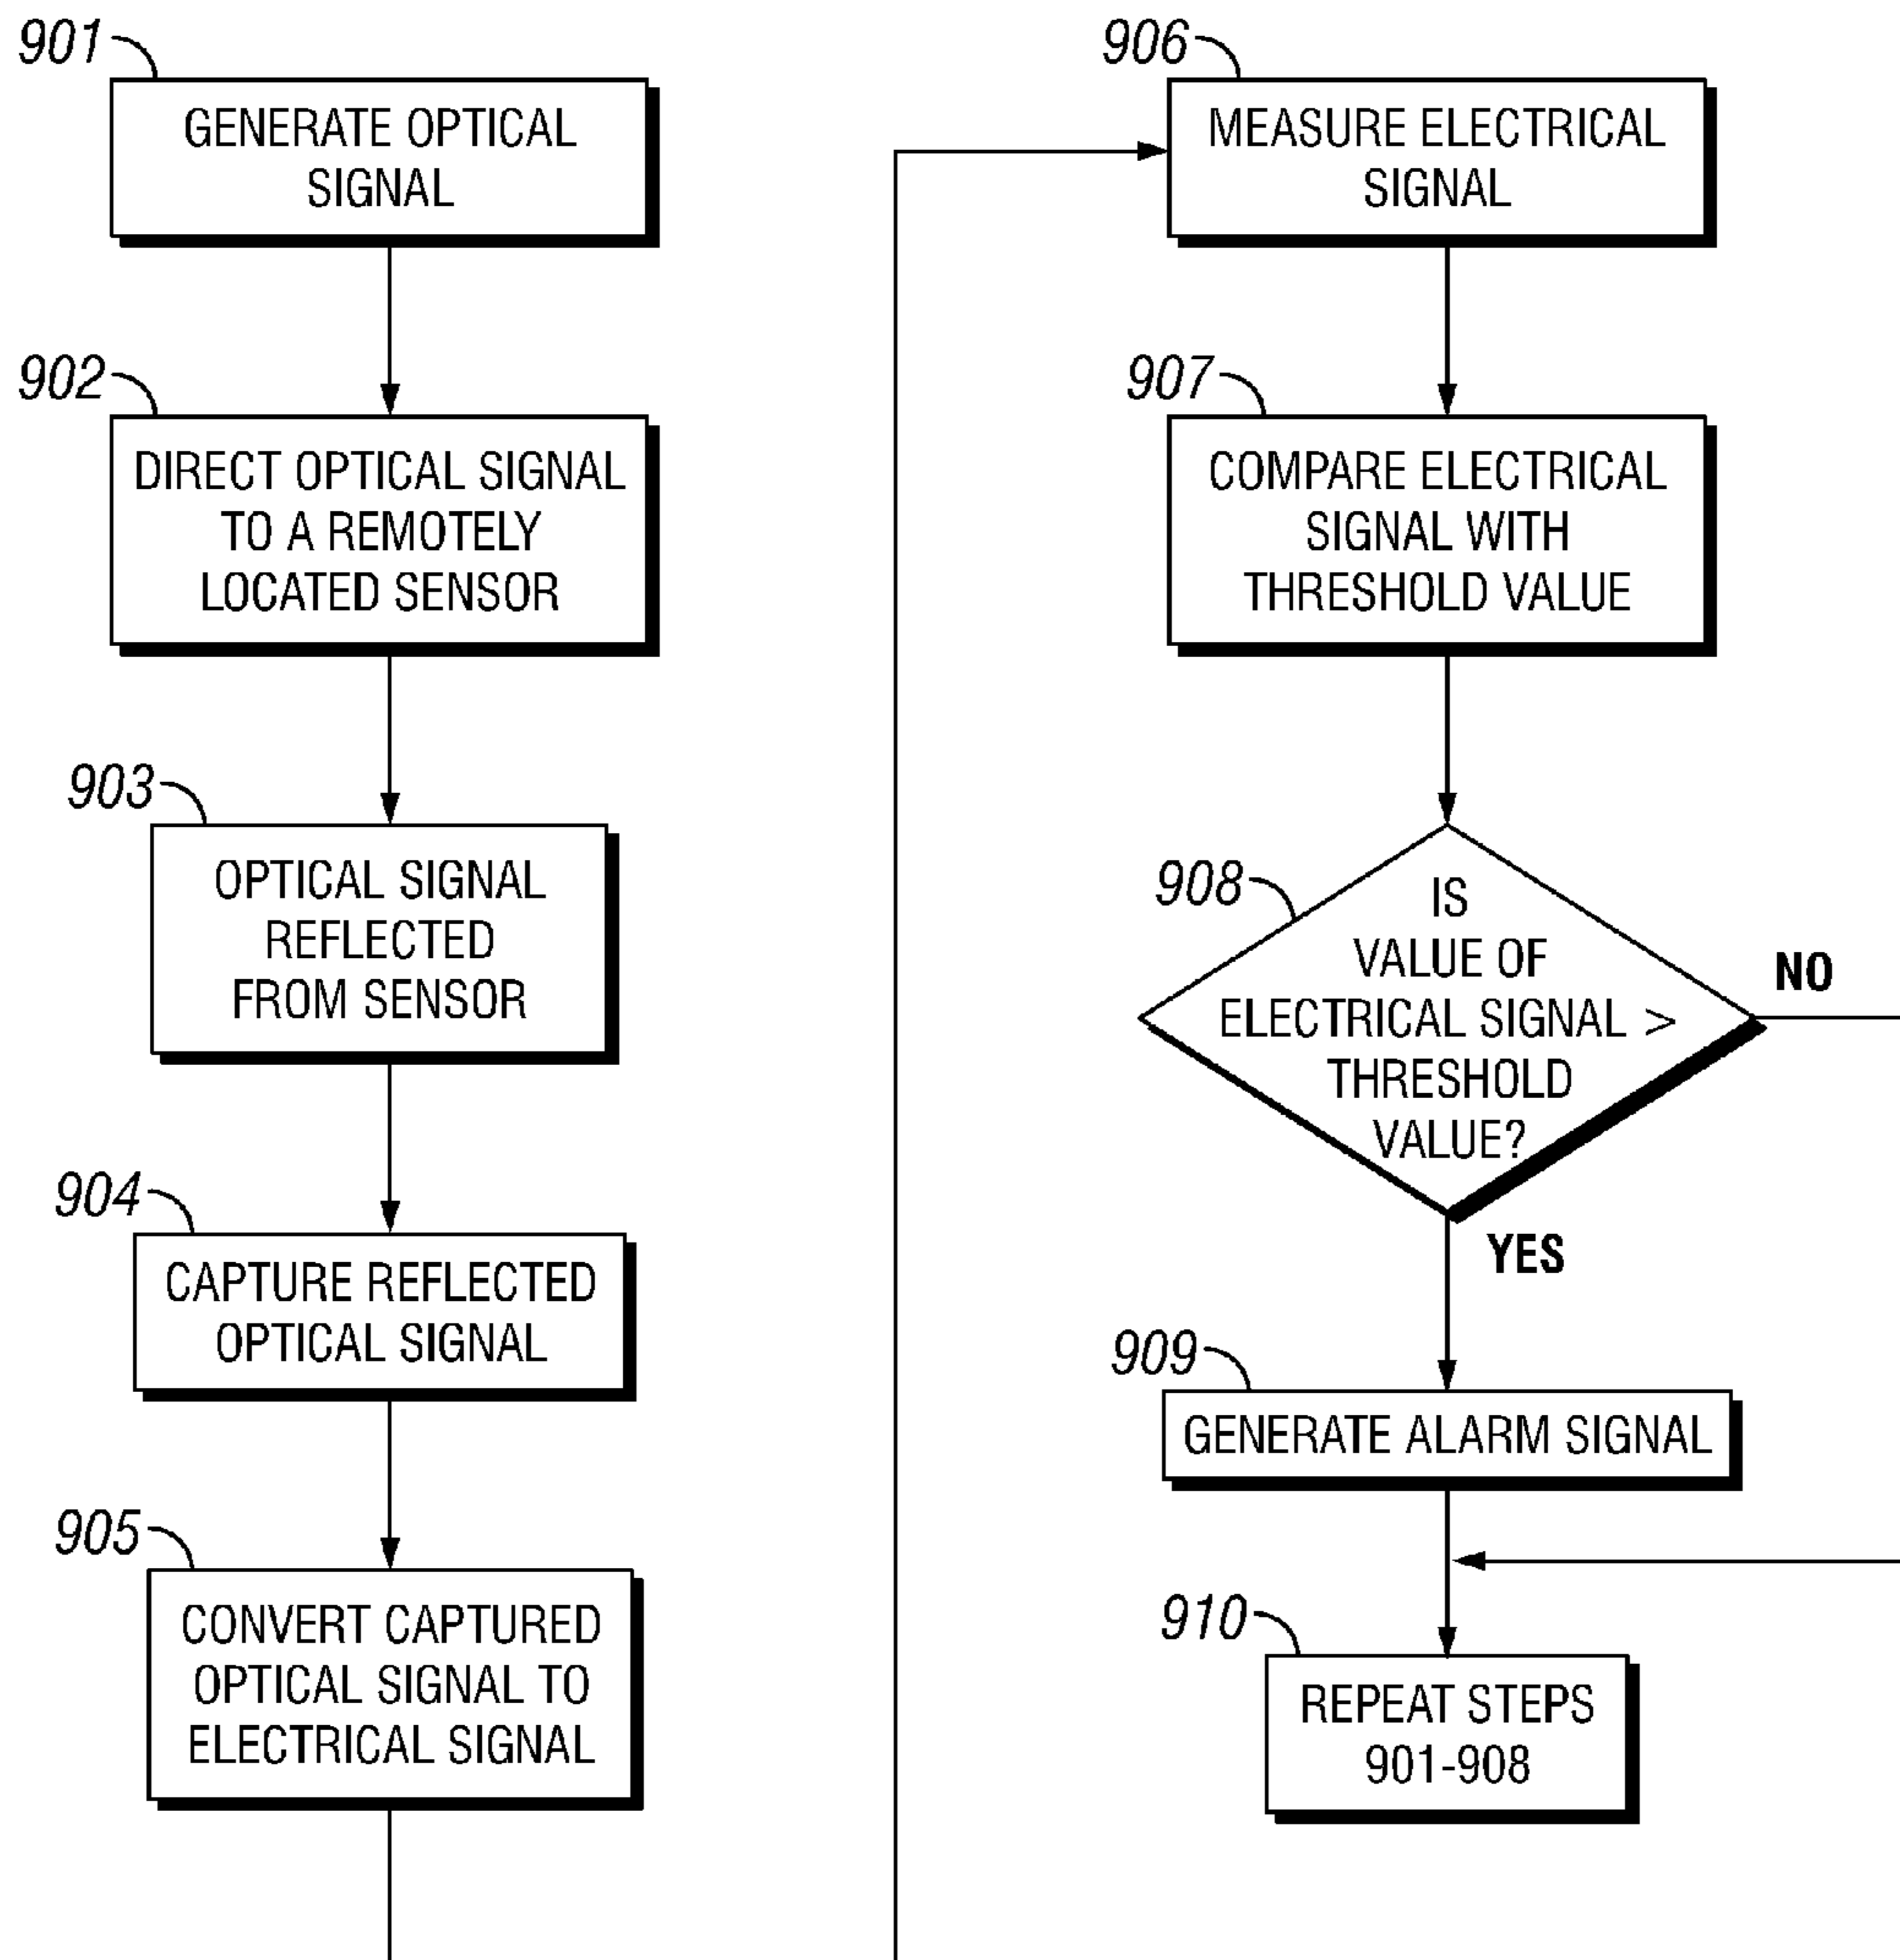 901
GENERATE OPTICAL
SIGNAL
902
DIRECT OPTICAL SIGNAL
TO A REMOTELY
LOCATED SENSOR
903
OPTICAL SIGNAL
REFLECTED
FROM SENSOR
904
CAPTURE REFLECTED
OPTICAL SIGNAL
905
CONVERT CAPTURED
OPTICAL SIGNAL TO
ELECTRICAL SIGNAL
906
MEASURE ELECTRICAL
SIGNAL
907
COMPARE ELECTRICAL
SIGNAL WITH
THRESHOLD VALUE
908
IS
VALUE OF
ELECTRICAL SIGNAL >
THRESHOLD
VALUE?
NO
YES
909
GENERATE ALARM SIGNAL
910
REPEAT STEPS
901-908